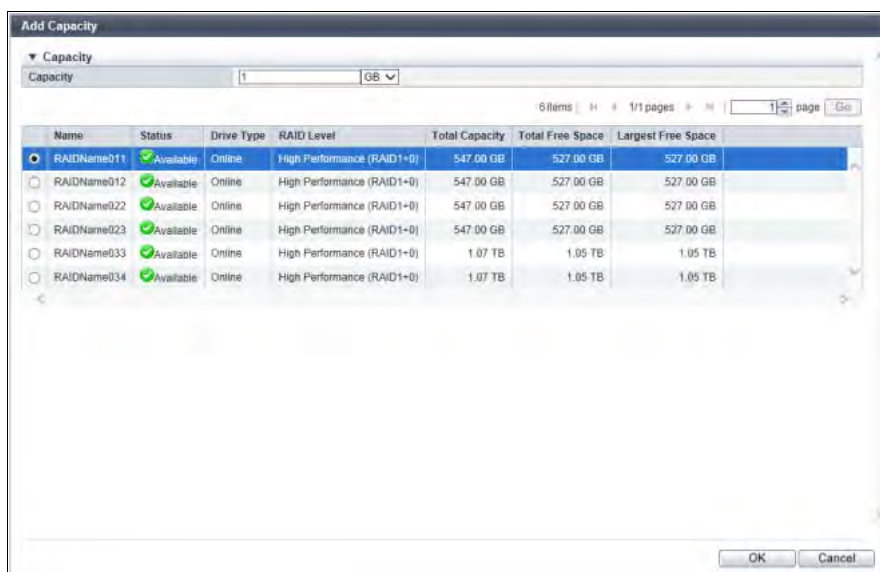 Add Capacity
▼ Capacity
Capacity 1 GB
6 items 1/1 pages 1 page Go
Name Status Drive Type RAID Level Total Capacity Total Free Space Largest Free Space
RAIDName011 Available Online High Performance (RAID1+0) 547.00 GB 527.00 GB 527.00 GB
RAIDName012 Available Online High Performance (RAID1+0) 547.00 GB 527.00 GB 527.00 GB
RAIDName022 Available Online High Performance (RAID1+0) 547.00 GB 527.00 GB 527.00 GB
RAIDName023 Available Online High Performance (RAID1+0) 547.00 GB 527.00 GB 527.00 GB
RAIDName033 Available Online High Performance (RAID1+0) 1.07 TB 1.05 TB 1.05 TB
RAIDName034 Available Online High Performance (RAID1+0) 1.07 TB 1.05 TB 1.05 TB
OK Cancel